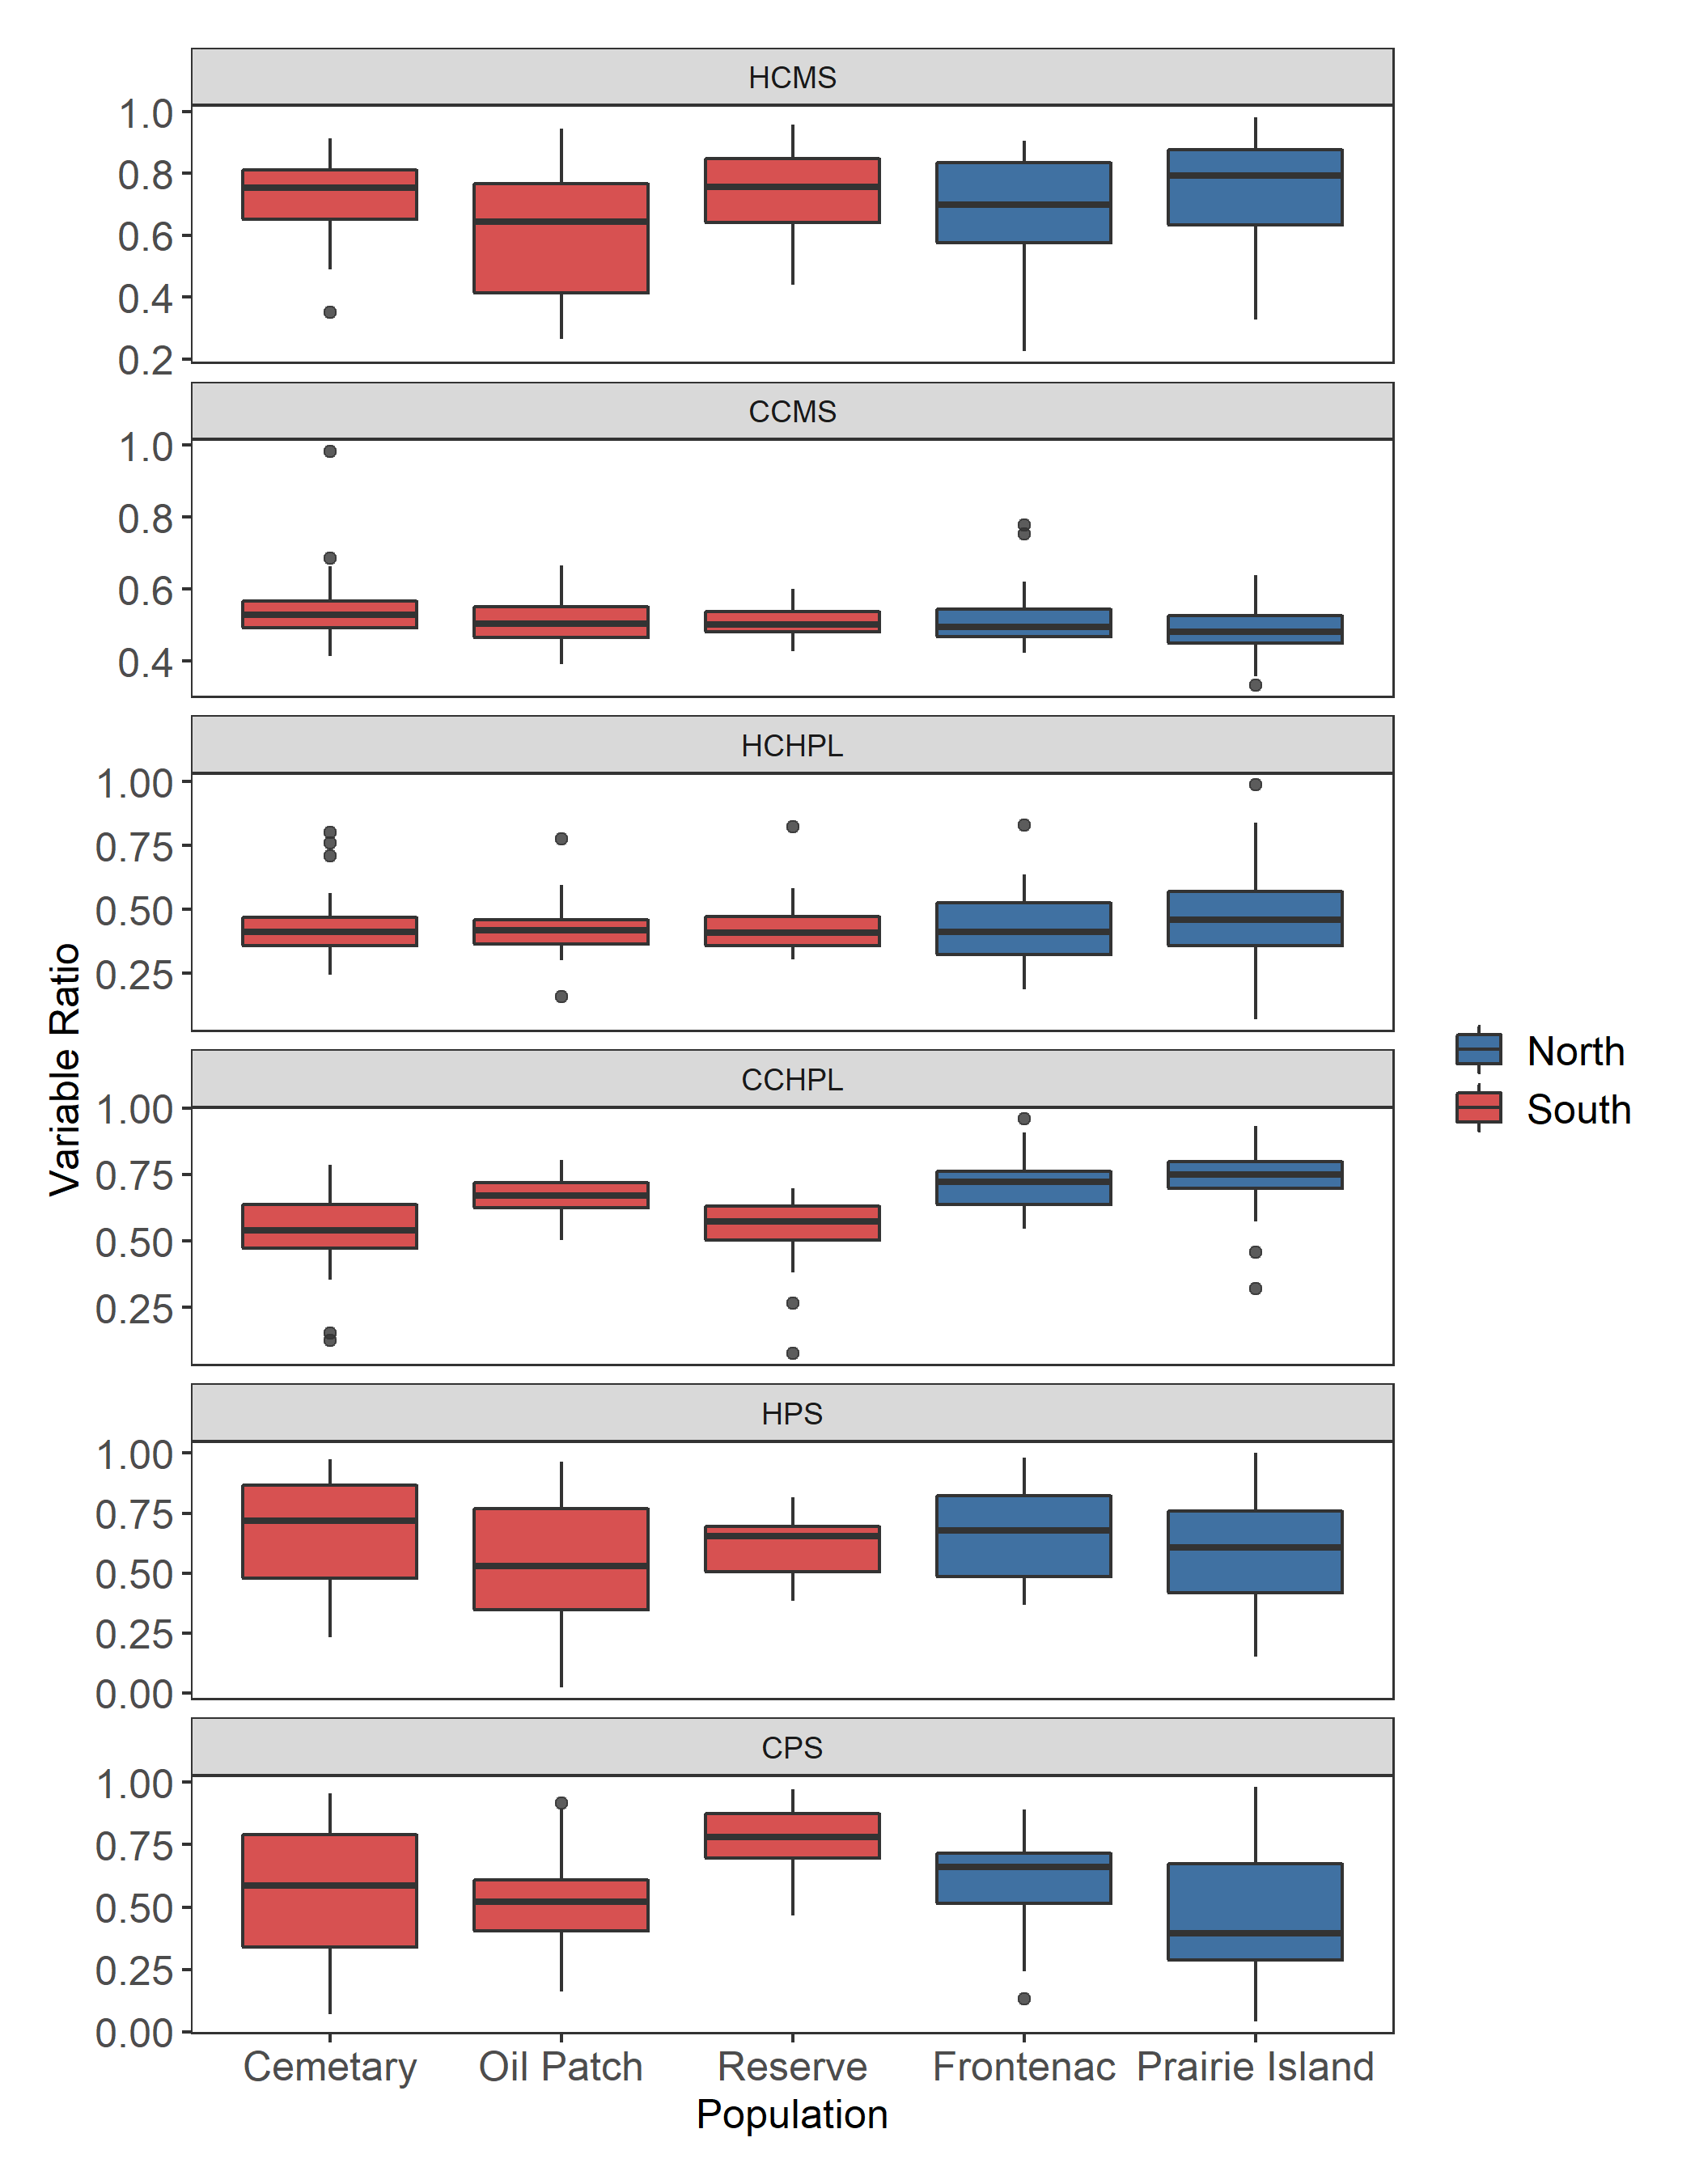 HCMS
1.0
0.8
0.6
0.4
0.2
CCMS
1.0
0.8
0.6
0.4
HCHPL
1.00
0.75
0.50
0.25
CCHPL
1.00
0.75
0.50
0.25
HPS
1.00
0.75
0.50
0.25
0.00
CPS
1.00
0.75
0.50
0.25
0.00
Variable Ratio
Cemetary Oil Patch Reserve Frontenac Prairie Island
Population
North
South